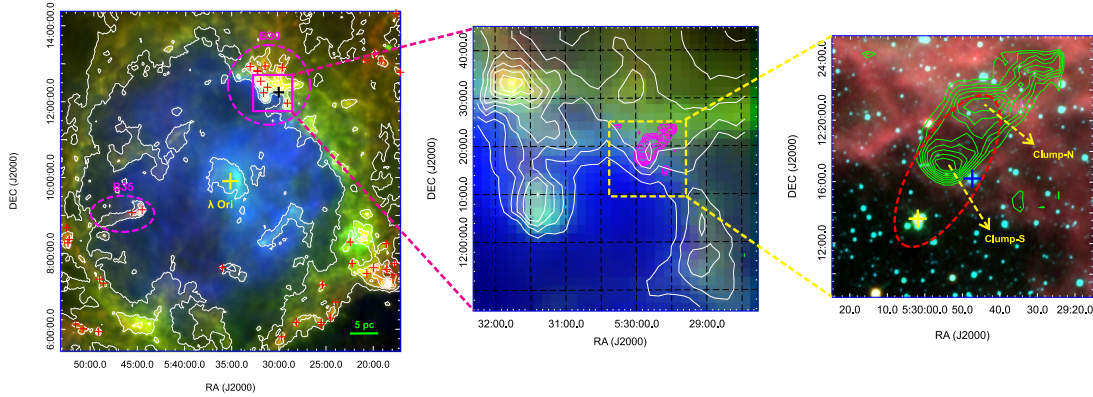 DEC (J2000)
14:00:00.0
12:00:00.0
10:00:00.0
8:00:00.0
6:00:00.0
B30
B35
λ Ori
5 pc
50:00.0 45:00.0 5:40:00.0 35:00.0 30:00.0 25:00.0 20:00.0
RA (J2000)
DEC (J2000)
40:00.0
30:00.0
20:00.0
10:00.0
12:00:00.0
32:00.0 31:00.0 5:30:00.0 29:00.0
RA (J2000)
DEC (J2000)
24:00.0
12:20:00.0
16:00.0
12:00.0
Clump-N
Clump-S
20.0 10.0 5:30:00.0 50.0 40.0 30.0 29:20.0
RA (J2000)